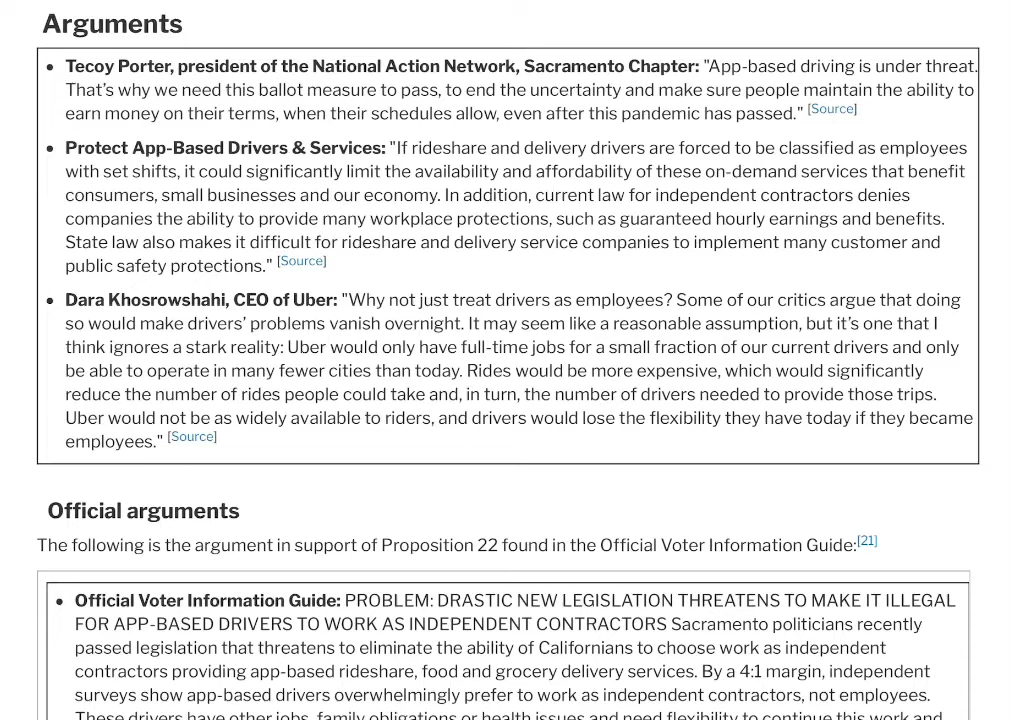 Arguments
• Tecoy Porter, president of the National Action Network, Sacramento Chapter: "App-based driving is under threat.
That's why we need this ballot measure to pass, to end the uncertainty and make sure people maintain the ability to
earn money on their terms, when their schedules allow, even after this pandemic has passed." [Source]
• Protect App-Based Drivers & Services: "If rideshare and delivery drivers are forced to be classified as employees
with set shifts, it could significantly limit the availability and affordability of these on-demand services that benefit
consumers, small businesses and our economy. In addition, current law for independent contractors denies
companies the ability to provide many workplace protections, such as guaranteed hourly earnings and benefits.
State law also makes it difficult for rideshare and delivery service companies to implement many customer and
public safety protections." [Source]
• Dara Khosrowshahi, CEO of Uber: "Why not just treat drivers as employees? Some of our critics argue that doing
so would make drivers' problems vanish overnight. It may seem like a reasonable assumption, but it's one that I
think ignores a stark reality: Uber would only have full-time jobs for a small fraction of our current drivers and only
be able to operate in many fewer cities than today. Rides would be more expensive, which would significantly
reduce the number of rides people could take and, in turn, the number of drivers needed to provide those trips.
Uber would not be as widely available to riders, and drivers would lose the flexibility they have today if they became
employees." [Source]
Official arguments
The following is the argument in support of Proposition 22 found in the Official Voter Information Guide:[21]
• Official Voter Information Guide: PROBLEM: DRASTIC NEW LEGISLATION THREATENS TO MAKE IT ILLEGAL
FOR APP-BASED DRIVERS TO WORK AS INDEPENDENT CONTRACTORS Sacramento politicians recently
passed legislation that threatens to eliminate the ability of Californians to choose work as independent
contractors providing app-based rideshare, food and grocery delivery services. By a 4:1 margin, independent
surveys show app-based drivers overwhelmingly prefer to work as independent contractors, not employees.
These drivers have other jobs, family obligations or health issues and need flexibility to continue this work and